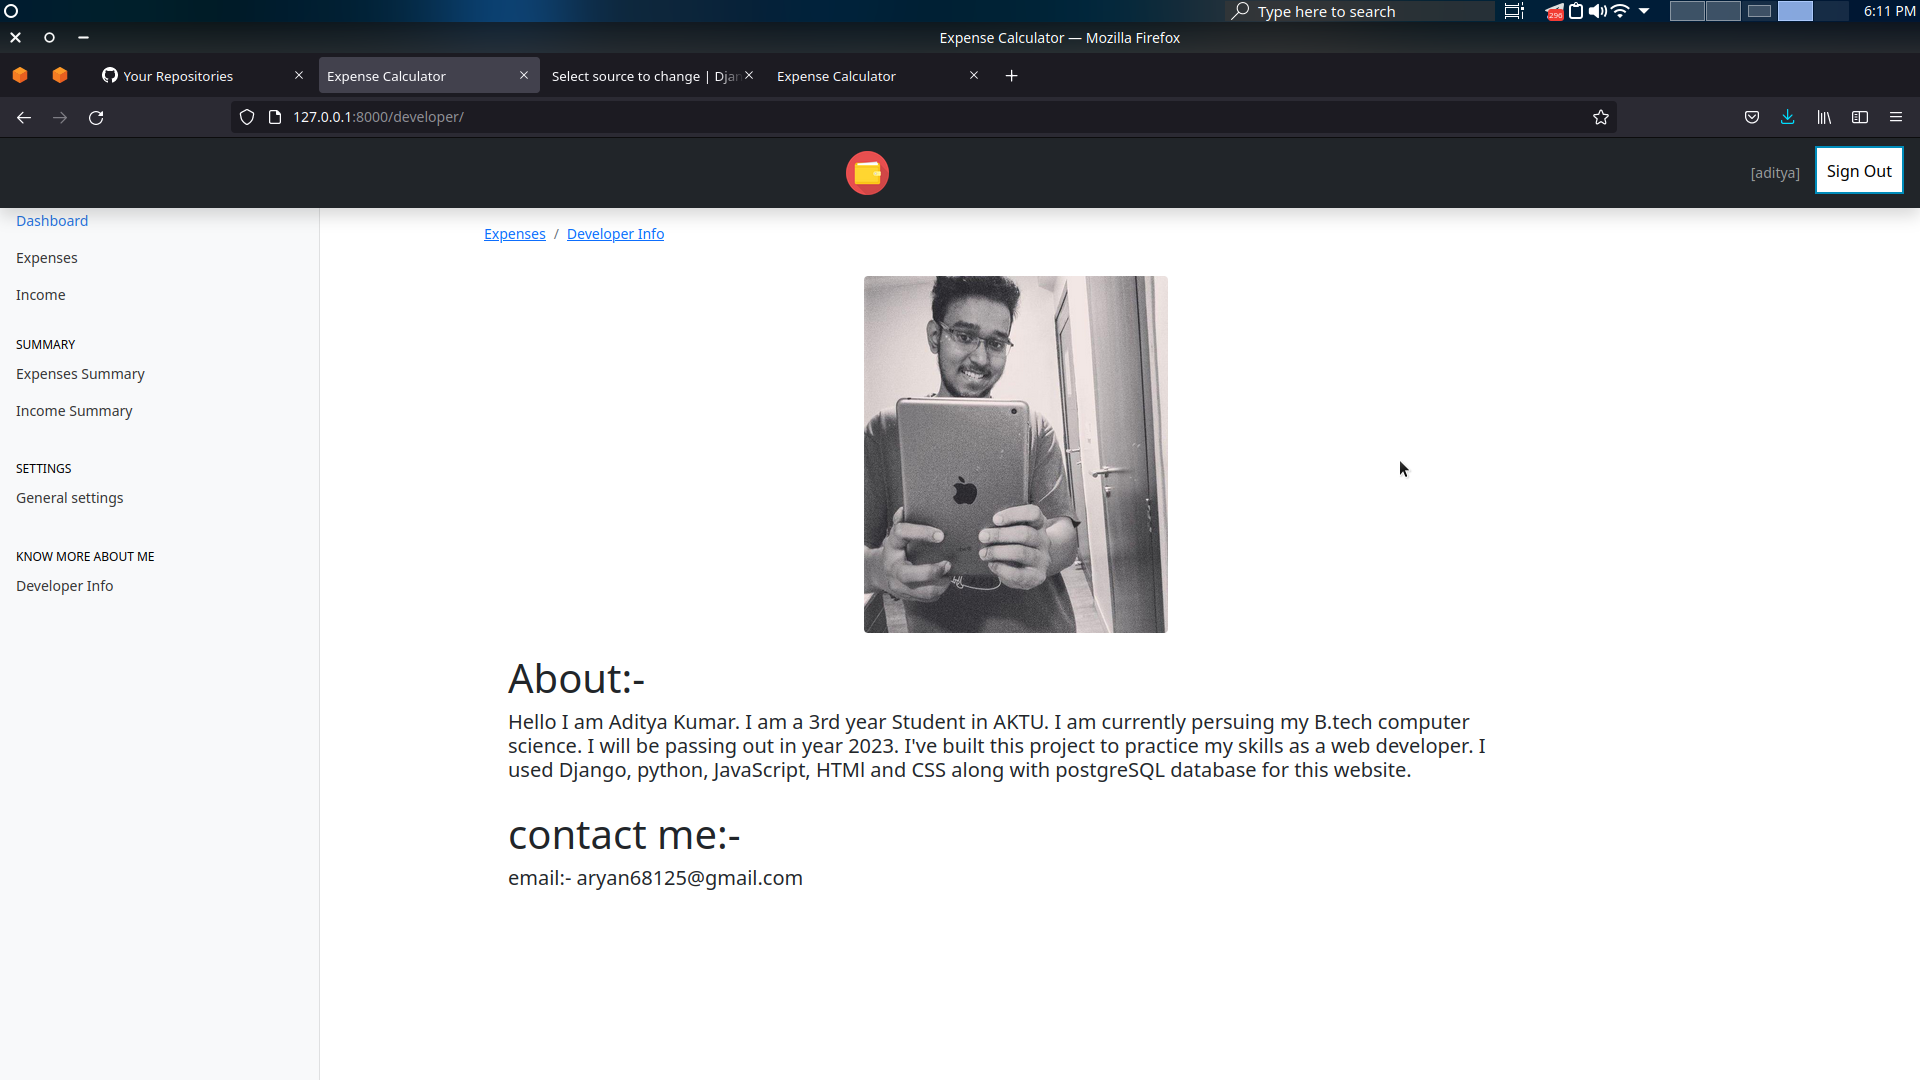 Type here to search
296
6:11 PM
Expense Calculator — Mozilla Firefox
Your Repositories
Expense Calculator
Select source to change | Djan
Expense Calculator
127.0.0.1:8000/developer/
[aditya]
Sign Out
Dashboard
Expenses
Income
SUMMARY
Expenses Summary
Income Summary
SETTINGS
General settings
KNOW MORE ABOUT ME
Developer Info
Expenses / Developer Info
About:-
Hello I am Aditya Kumar. I am a 3rd year Student in AKTU. I am currently persuing my B.tech computer
science. I will be passing out in year 2023. I've built this project to practice my skills as a web developer. I
used Django, python, JavaScript, HTMl and CSS along with postgreSQL database for this website.
contact me:-
email:- aryan68125@gmail.com